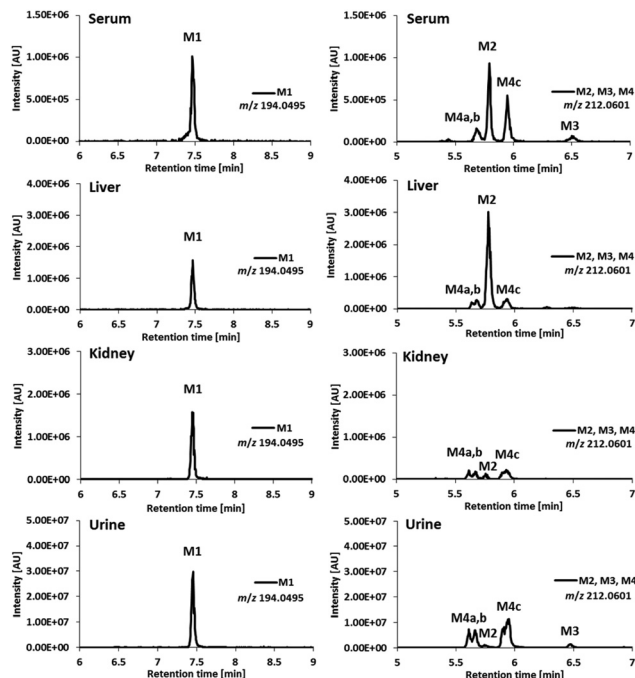 Serum
Intensity [AU]
1.50E+06
1.00E+06
5.00E+05
0.00E+00
M1
M1
m/z 194.0495
6 6.5 7 7.5 8 8.5 9
Retention time [min]
Serum
Intensity [AU]
1.50E+06
1.00E+06
5.00E+05
0.00E+00
M2
M4c
M4a,b
M3
M2, M3, M4
m/z 212.0601
5 5.5 6 6.5 7
Retention time [min]
Liver
Intensity [AU]
4.00E+06
3.00E+06
2.00E+06
1.00E+06
0.00E+00
M1
M1
m/z 194.0495
6 6.5 7 7.5 8 8.5 9
Retention time [min]
Liver
Intensity [AU]
4.00E+06
3.00E+06
2.00E+06
1.00E+06
0.00E+00
M2
M4a,b
M4c
M2, M3, M4
m/z 212.0601
5 5.5 6 6.5 7
Retention time [min]
Kidney
Intensity [AU]
3.00E+06
2.00E+06
1.00E+06
0.00E+00
M1
M1
m/z 194.0495
6 6.5 7 7.5 8 8.5 9
Retention time [min]
Kidney
Intensity [AU]
3.00E+06
2.00E+06
1.00E+06
0.00E+00
M4a,b
M2
M4c
M2, M3, M4
m/z 212.0601
5 5.5 6 6.5 7
Retention time [min]
Urine
Intensity [AU]
5.00E+07
4.00E+07
3.00E+07
2.00E+07
1.00E+07
0.00E+00
M1
M1
m/z 194.0495
6 6.5 7 7.5 8 8.5 9
Retention time [min]
Urine
Intensity [AU]
5.00E+07
4.00E+07
3.00E+07
2.00E+07
1.00E+07
0.00E+00
M4c
M4a,b
M2
M3
M2, M3, M4
m/z 212.0601
5 5.5 6 6.5 7
Retention time [min]